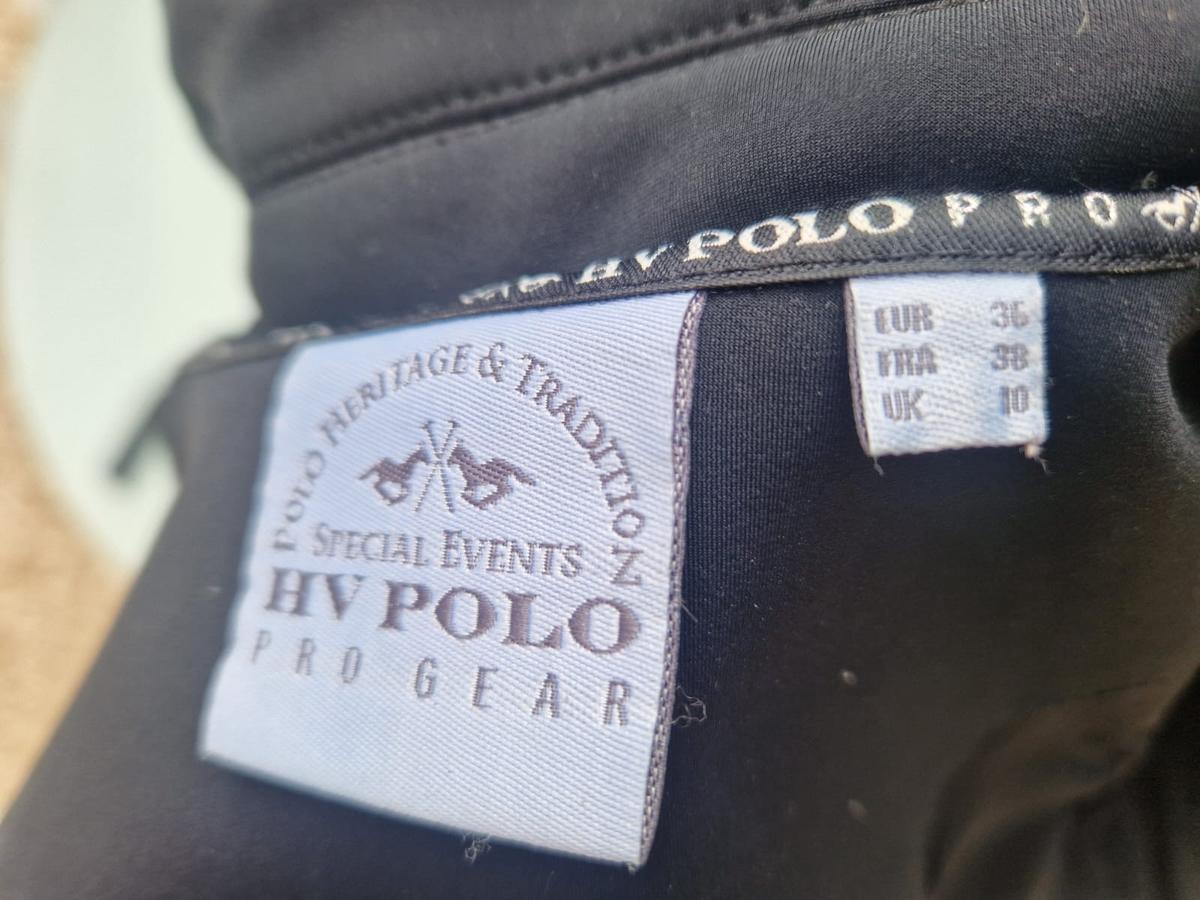 HV POLO PRO
POLO HERITAGE & TRADITION
SPECIAL EVENTS
HV POLO
PRO GEAR
EUR 36
FRA 38
UK 10